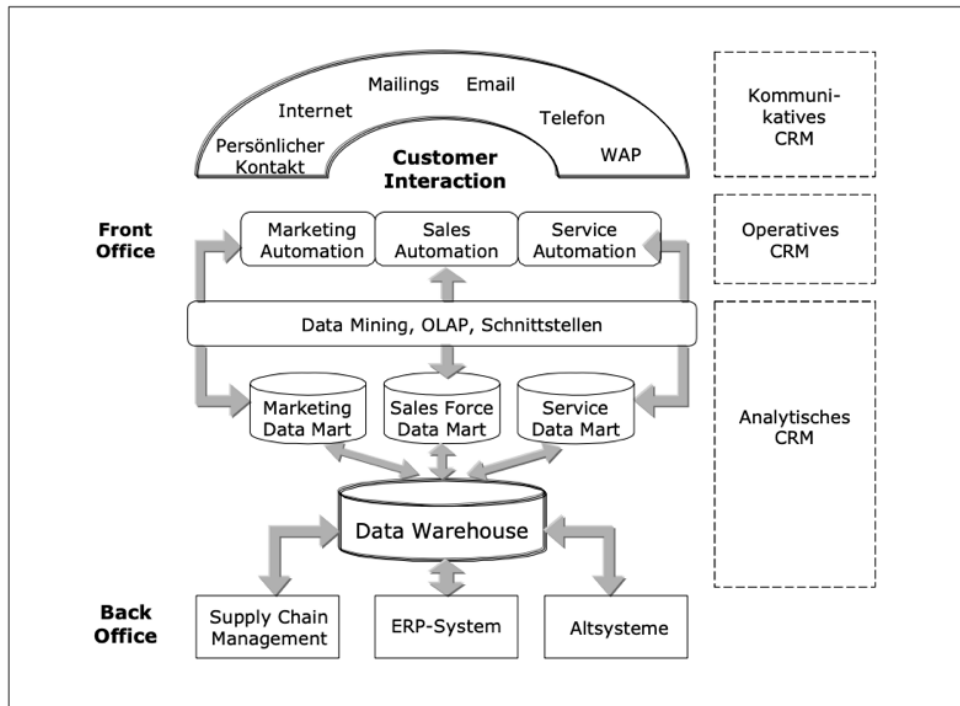 Mailings
Email
Internet
Telefon
Persönlicher
Kontakt
WAP
Customer
Interaction
Kommuni-
katives
CRM
Front
Office
Marketing
Automation
Sales
Automation
Service
Automation
Operatives
CRM
Data Mining, OLAP, Schnittstellen
Marketing
Data Mart
Sales Force
Data Mart
Service
Data Mart
Analytisches
CRM
Data Warehouse
Back
Office
Supply Chain
Management
ERP-System
Altsysteme